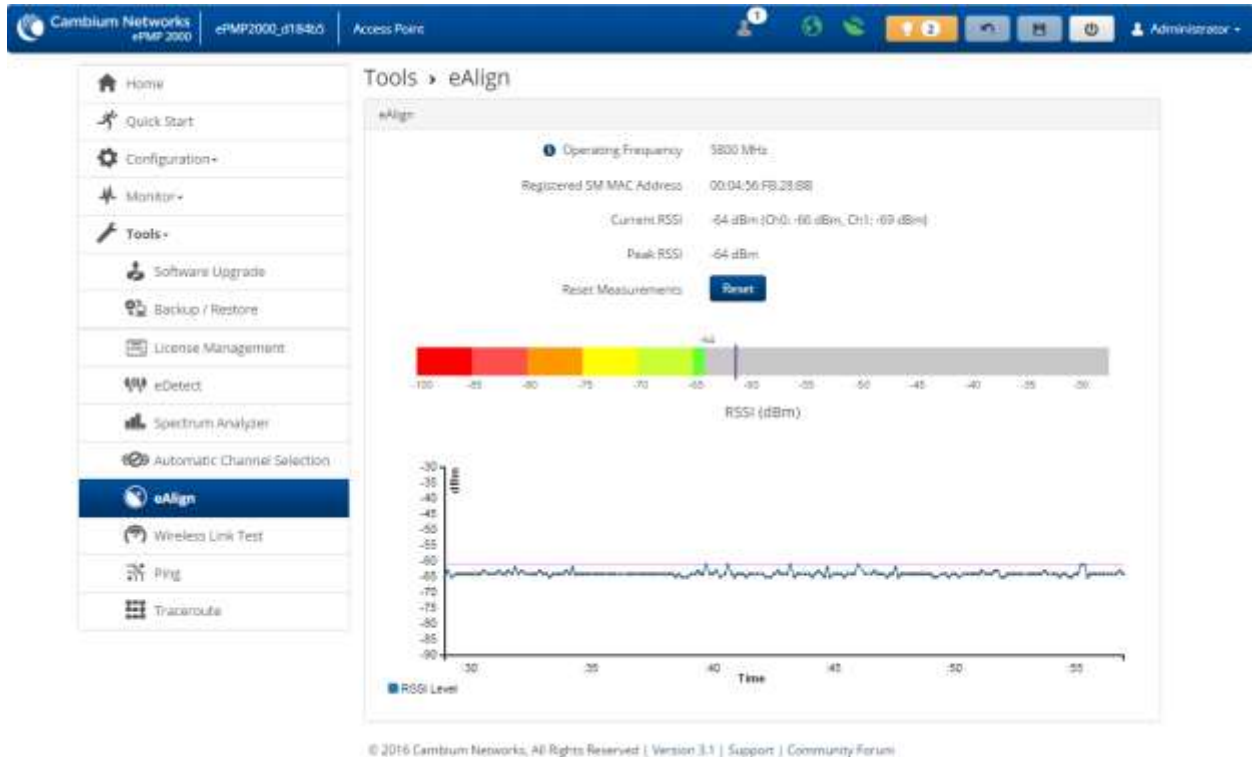 Cambium Networks
ePMP 2000
ePMP2000_d184b5
Access Point
1
2
Administrator
Home
Quick Start
Configuration
Monitor
Tools
Software Upgrade
Backup / Restore
License Management
eDetect
Spectrum Analyzer
Automatic Channel Selection
eAlign
Wireless Link Test
Ping
Traceroute
Tools › eAlign
eAlign
Operating Frequency 5800 MHz
Registered SM MAC Address 00:04:56:FB:28:BB
Current RSSI -64 dBm (Ch0: -66 dBm, Ch1: -69 dBm)
Peak RSSI -64 dBm
Reset Measurements Reset
-64
-100 -85 -80 -75 -70 -65 -60 -55 -50 -45 -40 -35 -30
RSSI (dBm)
dBm
-30
-35
-40
-45
-50
-55
-60
-65
-70
-75
-80
-85
-90
:30 :35 :40 :45 :50 :55
Time
RSSI Level
© 2016 Cambium Networks, All Rights Reserved | Version 3.1 | Support | Community Forum